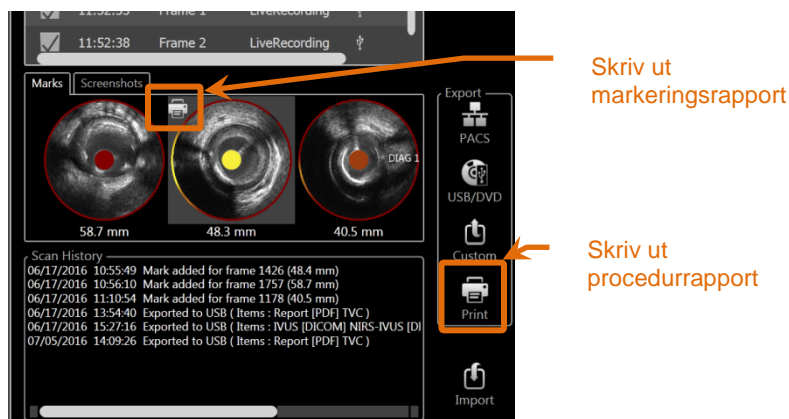 11:52:35 Frame 1 LiveRecording
11:52:38 Frame 2 LiveRecording
Skriv ut
markeringsrapport
Marks Screenshots
Export
PACS
DIAG 1
USB/DVD
58.7 mm 48.3 mm 40.5 mm
Custom
Skriv ut
procedurrapport
Scan History
06/17/2016 10:55:49 Mark added for frame 1426 (48.4 mm)
06/17/2016 10:56:10 Mark added for frame 1757 (58.7 mm)
06/17/2016 11:10:54 Mark added for frame 1178 (40.5 mm)
06/17/2016 13:54:40 Exported to USB ( Items : Report [PDF] TVC )
06/17/2016 15:27:16 Exported to USB ( Items : IVUS [DICOM] NIRS-IVUS [DI
07/05/2016 14:09:26 Exported to USB ( Items : Report [PDF] TVC )
Print
Import